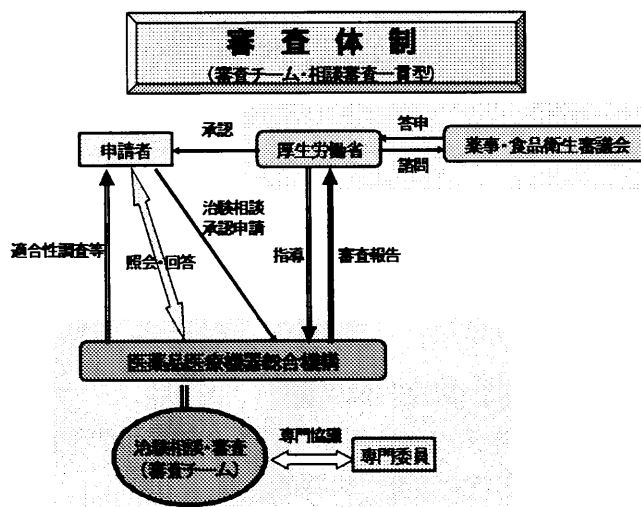 審査体制
(審査チーム・相談審査一貫型)
申請者
承認
厚生労働省
答申
諮問
薬事・食品衛生審議会
適合性調査等
照会・回答
治験相談
承認申請
指導
審査報告
医薬品医療機器総合機構
治験相談・審査
(審査チーム)
専門協議
専門委員